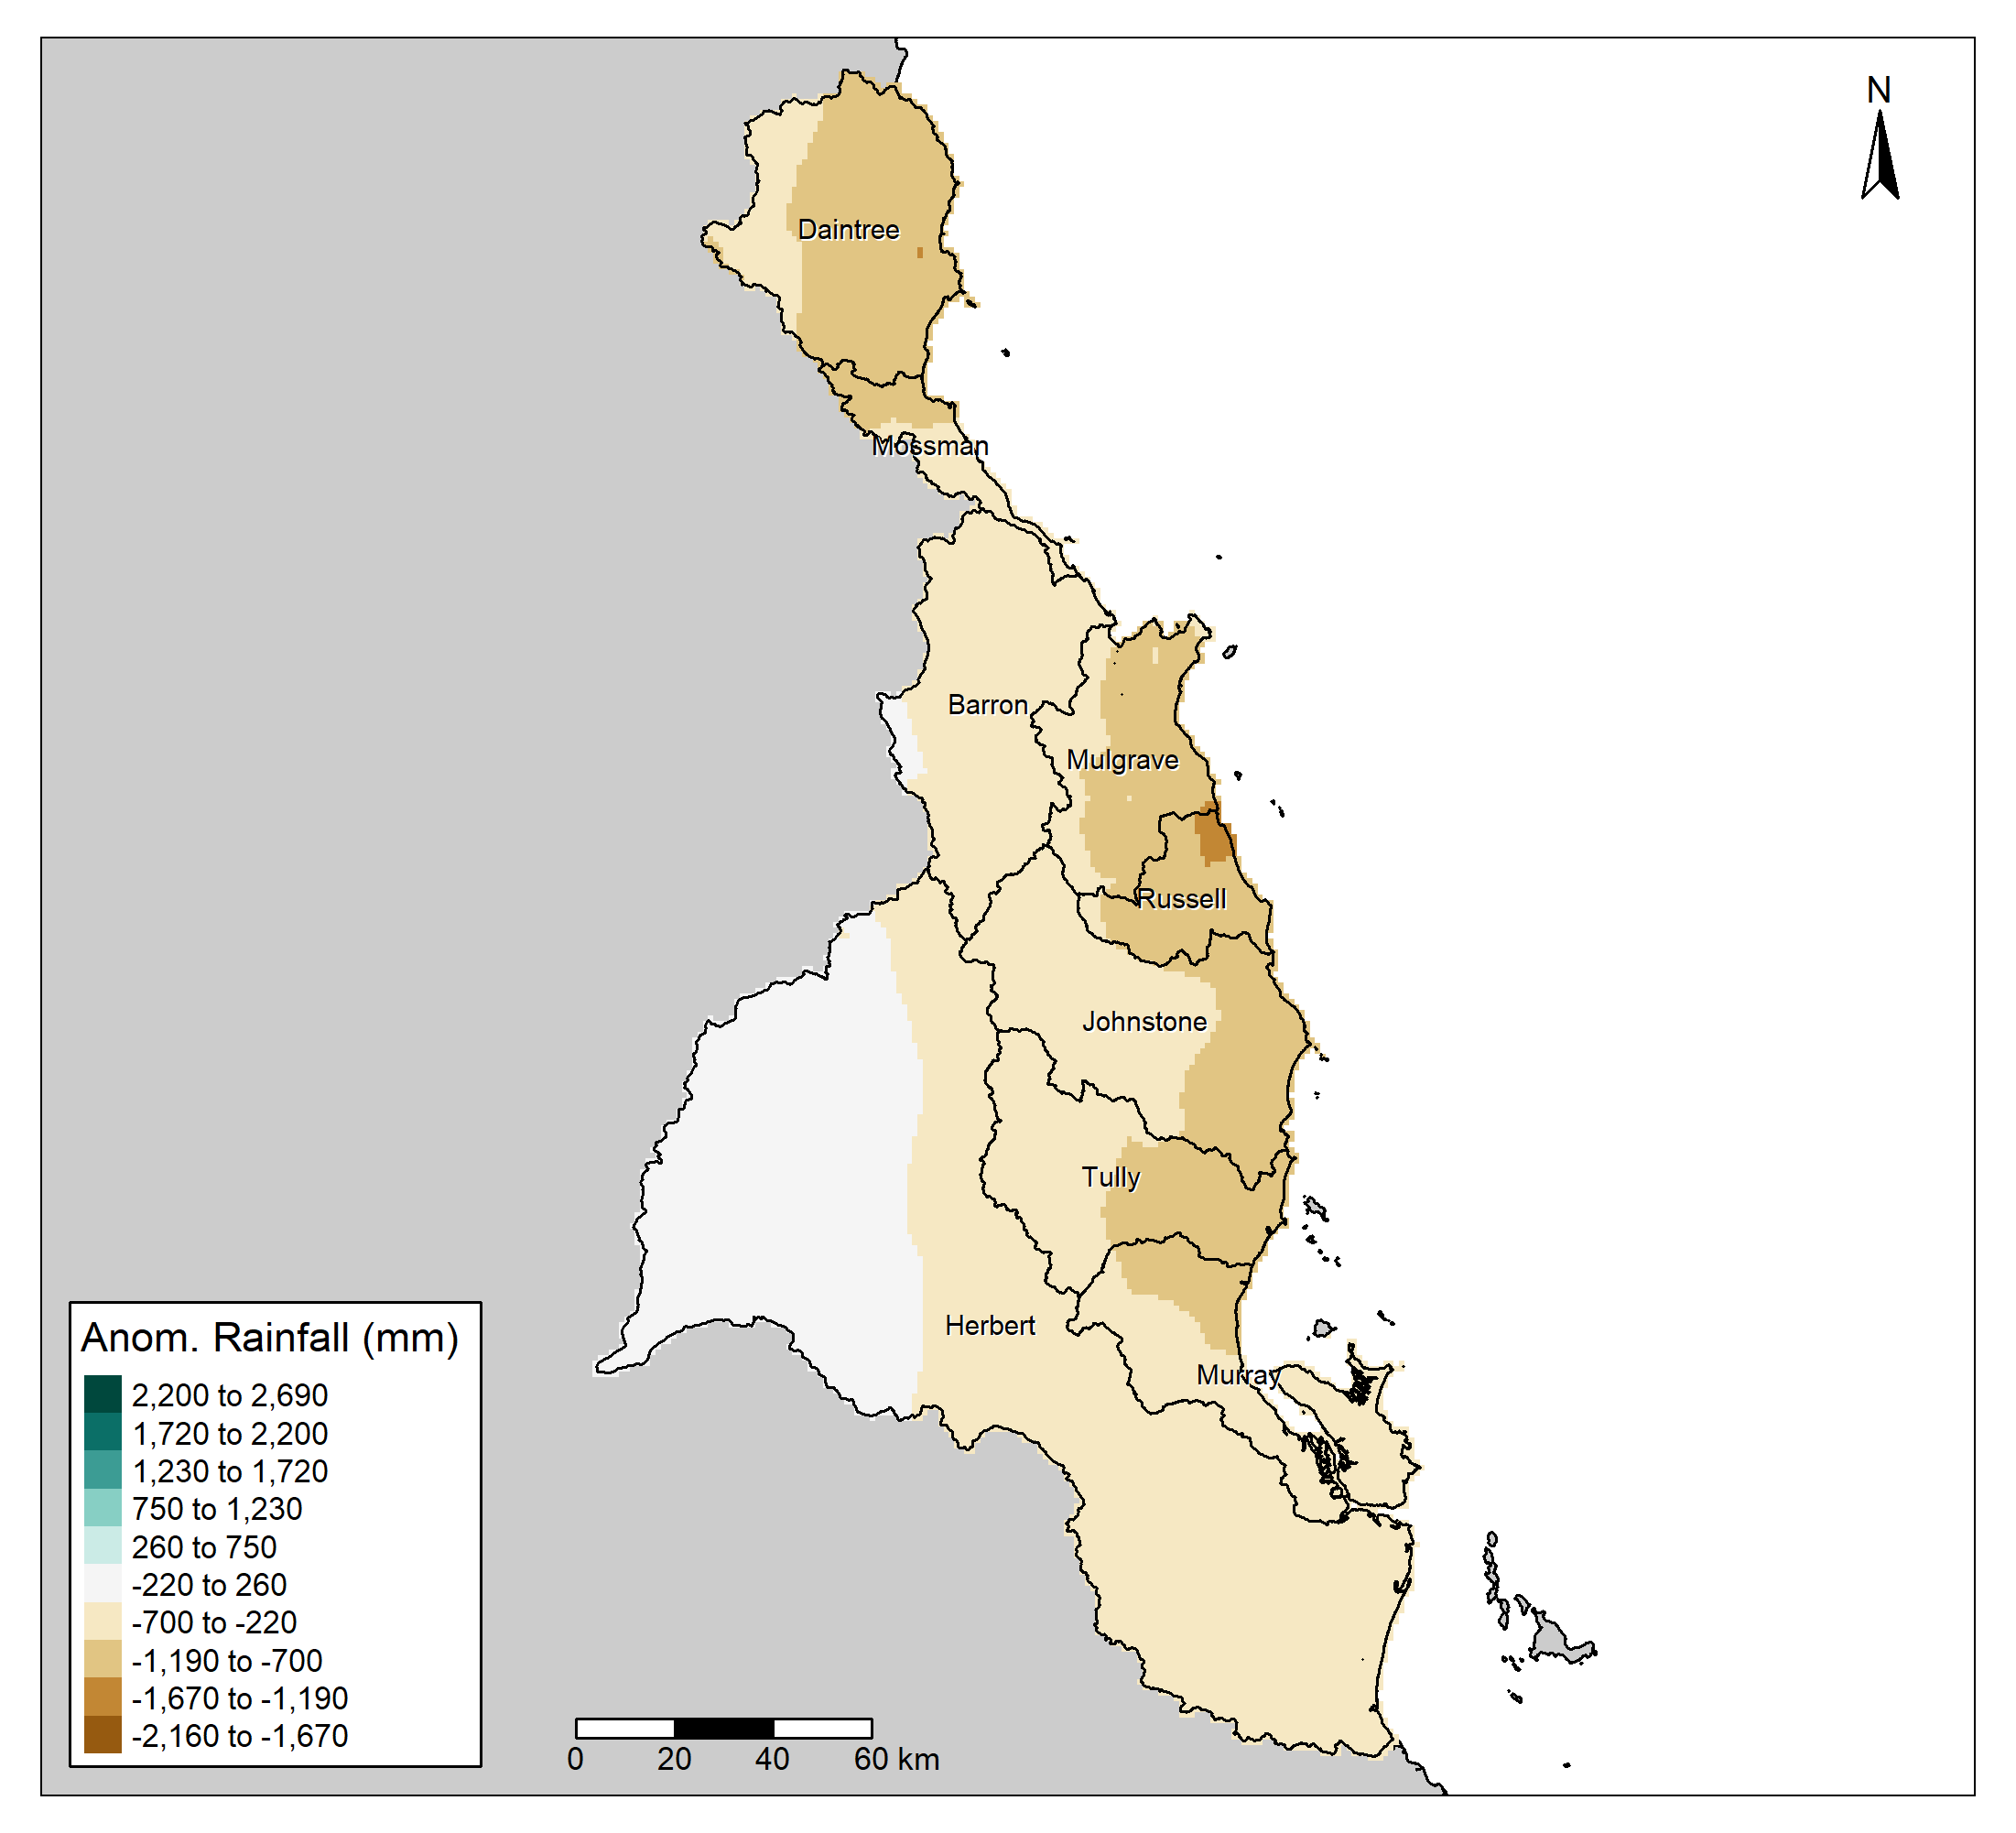 N
Daintree
Mossman
Barron
Mulgrave
Russell
Johnstone
Tully
Herbert
Murray
Anom. Rainfall (mm)
2,200 to 2,690
1,720 to 2,200
1,230 to 1,720
750 to 1,230
260 to 750
-220 to 260
-700 to -220
-1,190 to -700
-1,670 to -1,190
-2,160 to -1,670
0 20 40 60 km